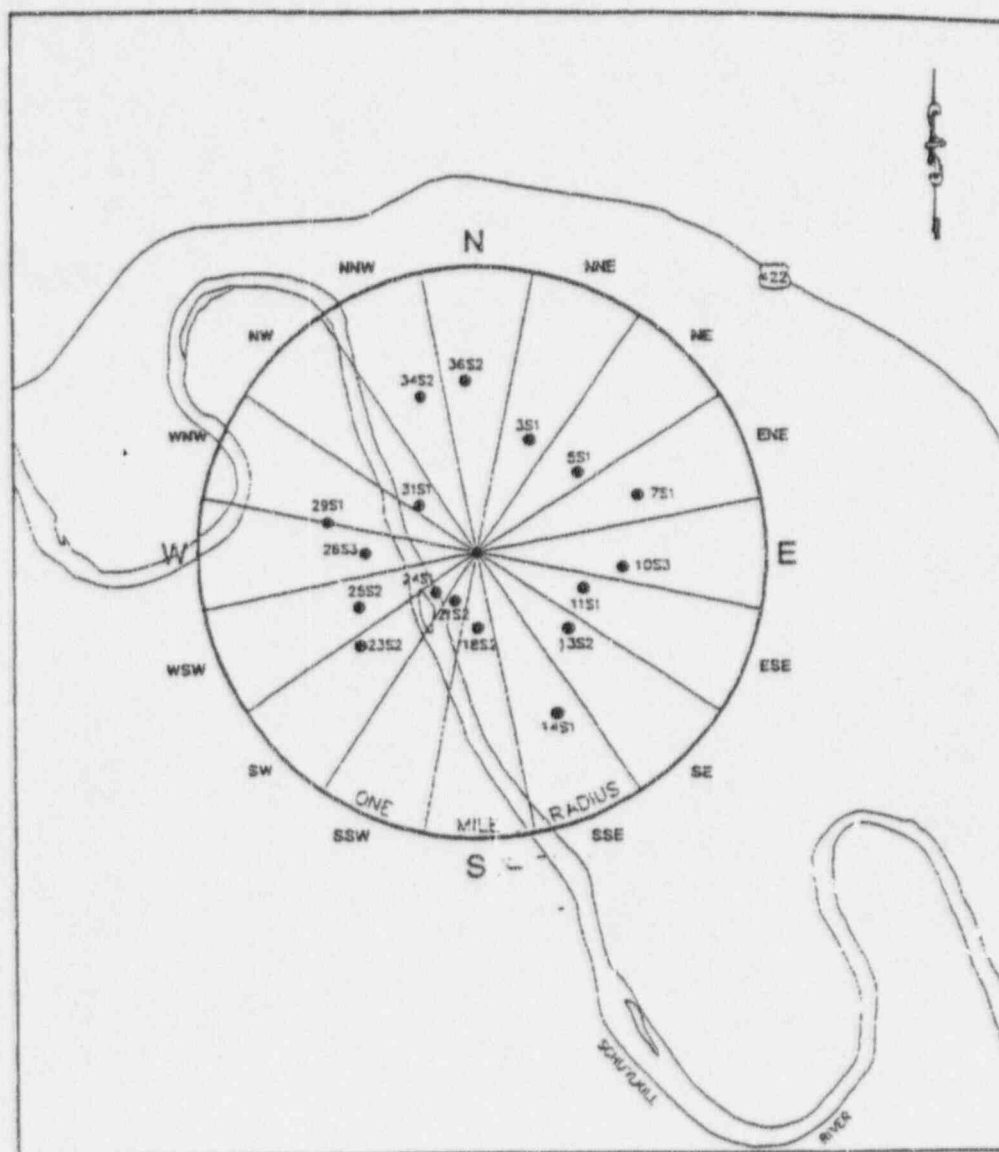 N
NNW
NNE
422
NW
NE
36S2
34S2
3S1
WNW
ENE
5S1
7S1
31S1
29S1
W
E
26S3
10S3
24S1
11S1
25S2
21S2
18S2
13S2
23S2
WSW
ESE
14S1
SW
SE
ONE
MILE
RADIUS
SSW
SSE
S
SCHUYLKILL
RIVER